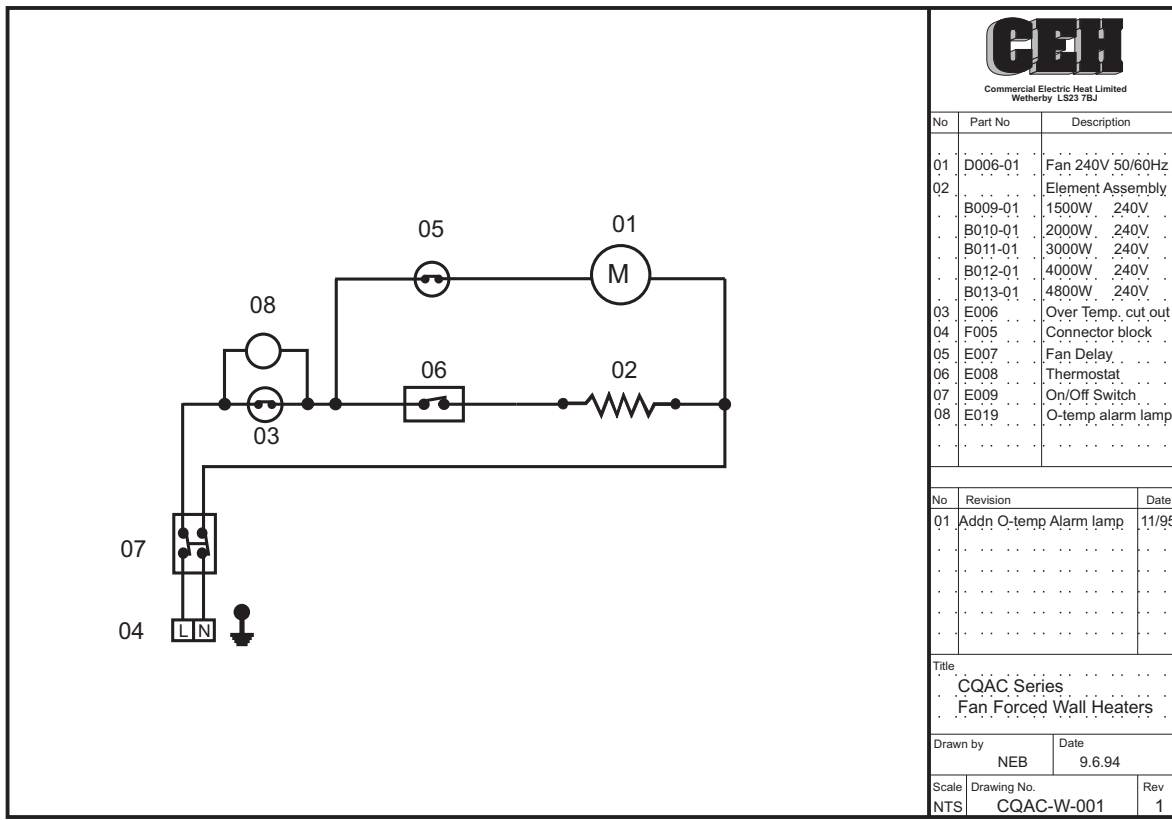 CEH
Commercial Electric Heat Limited
Wetherby LS23 7BJ
No Part No Description
01 D006-01 Fan 240V 50/60Hz
02 Element Assembly
B009-01 1500W 240V
B010-01 2000W 240V
B011-01 3000W 240V
B012-01 4000W 240V
B013-01 4800W 240V
03 E006 Over Temp. cut out
04 F005 Connector block
05 E007 Fan Delay
06 E008 Thermostat
07 E009 On/Off Switch
08 E019 O-temp alarm lamp
No Revision Date
01 Addn O-temp Alarm lamp 11/95
Title
CQAC Series
Fan Forced Wall Heaters
Drawn by Date
NEB 9.6.94
Scale Drawing No. Rev
NTS CQAC-W-001 1
05
01
M
08
06
02
03
07
04
L N